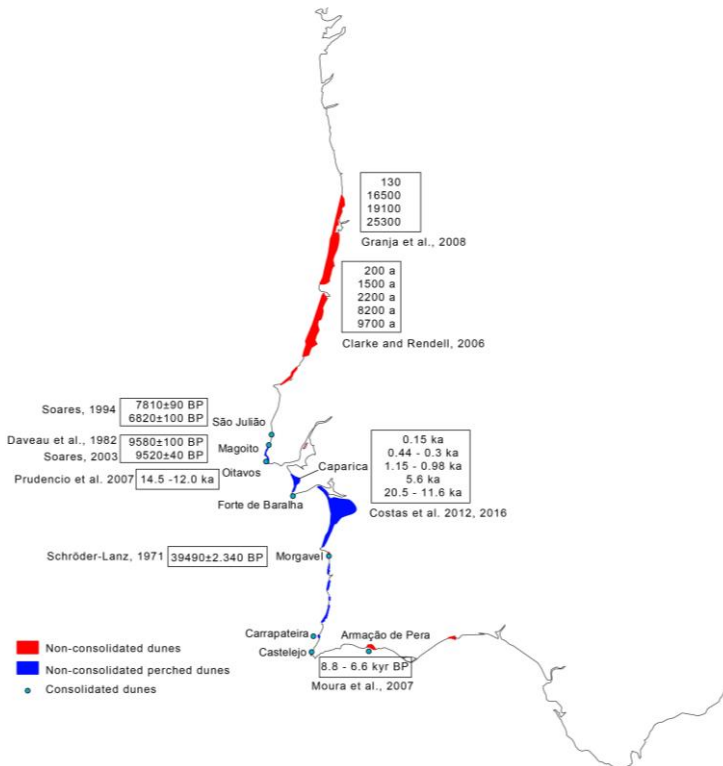 130
16500
19100
25300
Granja et al., 2008
200 a
1500 a
2200 a
8200 a
9700 a
Clarke and Rendell, 2006
Soares, 1994
7810±90 BP
6820±100 BP
São Julião
Daveau et al., 1982
9580±100 BP
Soares, 2003
9520±40 BP
Magoito
Oitavos
Prudencio et al. 2007
14.5 -12.0 ka
Caparica
Forte de Baralha
0.15 ka
0.44 - 0.3 ka
1.15 - 0.98 ka
5.6 ka
20.5 - 11.6 ka
Costas et al. 2012, 2016
Schröder-Lanz, 1971
39490±2.340 BP
Morgavel
Carrapateira
Castelejo
Armação de Pera
8.8 - 6.6 kyr BP
Moura et al., 2007
Non-consolidated dunes
Non-consolidated perched dunes
Consolidated dunes